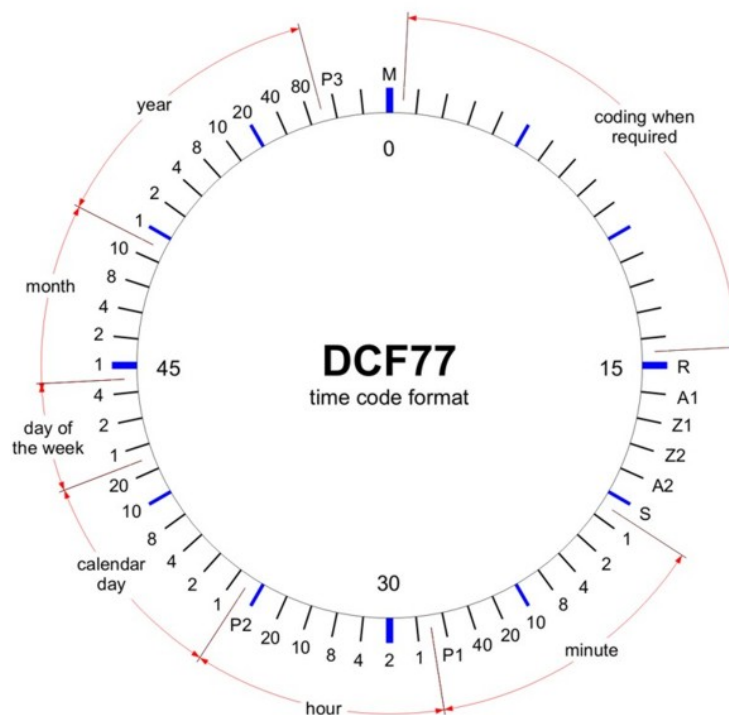 M
0
coding when
required
15
R
A1
Z1
Z2
A2
S
1
2
4
8
10
20
40
P1
minute
30
1
2
4
8
10
20
P2
hour
1
2
4
8
10
20
calendar
day
1
2
4
day of
the week
45
1
2
4
8
10
month
1
2
4
8
10
20
40
80
year
P3
DCF77
time code format